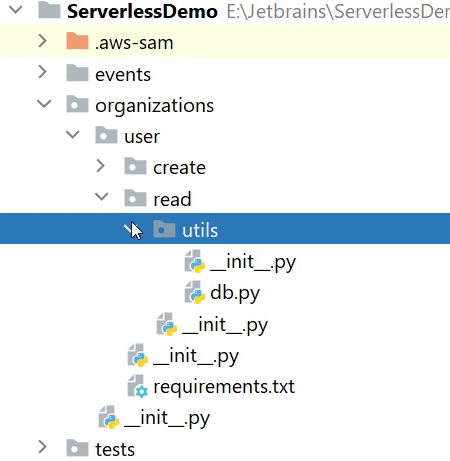 ServerlessDemo E:\Jetbrains\ServerlessDer
.aws-sam
events
organizations
user
create
read
utils
__init__.py
db.py
__init__.py
__init__.py
requirements.txt
__init__.py
tests